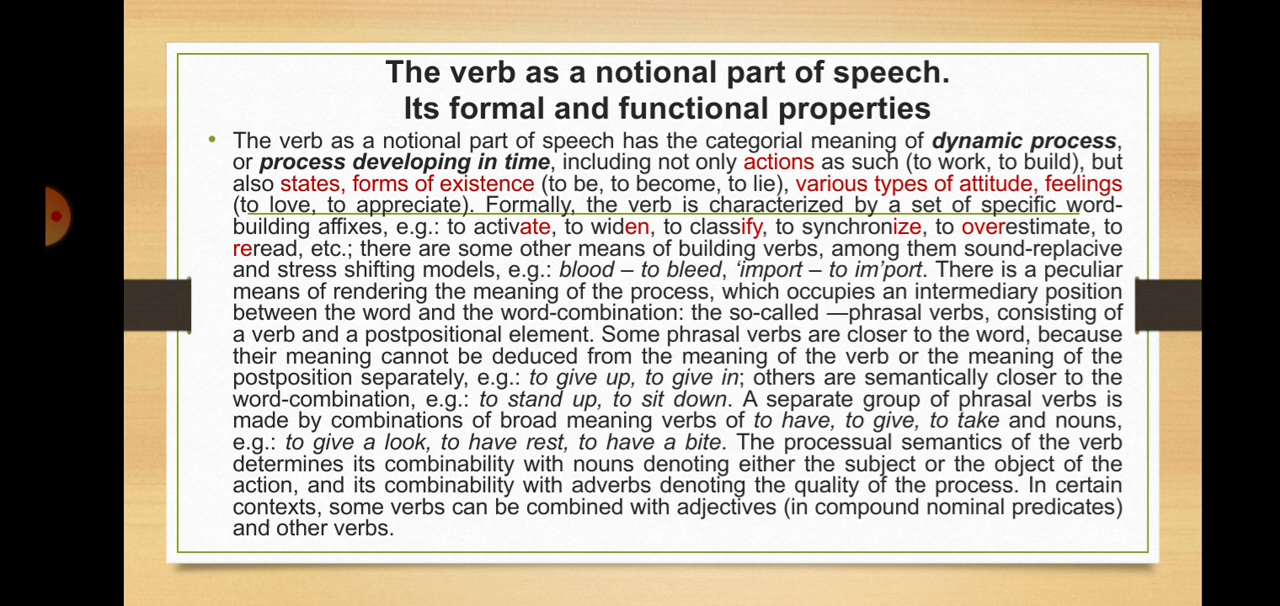 The verb as a notional part of speech.
Its formal and functional properties
• The verb as a notional part of speech has the categorial meaning of dynamic process,
or process developing in time, including not only actions as such (to work, to build), but
also states, forms of existence (to be, to become, to lie), various types of attitude, feelings
(to love, to appreciate). Formally, the verb is characterized by a set of specific word-
building affixes, e.g.: to activate, to widen, to classify, to synchronize, to overestimate, to
reread, etc.; there are some other means of building verbs, among them sound-replacive
and stress shifting models, e.g.: blood – to bleed, ‘import – to im’port. There is a peculiar
means of rendering the meaning of the process, which occupies an intermediary position
between the word and the word-combination: the so-called ―phrasal verbs, consisting of
a verb and a postpositional element. Some phrasal verbs are closer to the word, because
their meaning cannot be deduced from the meaning of the verb or the meaning of the
postposition separately, e.g.: to give up, to give in; others are semantically closer to the
word-combination, e.g.: to stand up, to sit down. A separate group of phrasal verbs is
made by combinations of broad meaning verbs of to have, to give, to take and nouns,
e.g.: to give a look, to have rest, to have a bite. The processual semantics of the verb
determines its combinability with nouns denoting either the subject or the object of the
action, and its combinability with adverbs denoting the quality of the process. In certain
contexts, some verbs can be combined with adjectives (in compound nominal predicates)
and other verbs.